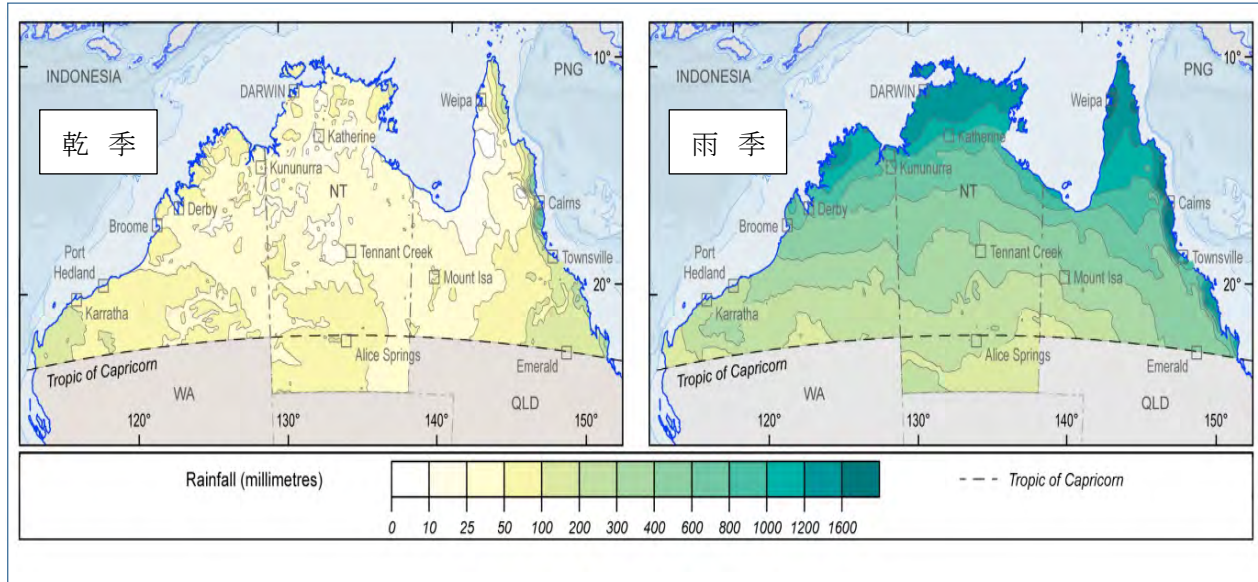 INDONESIA
PNG
10°
DARWIN
Weipa
乾 季
Katherine
Kununurra
NT
Cairns
Derby
Broome
Port
Hedland
Tennant Creek
Townsville
Mount Isa
20°
Karratha
Alice Springs
Tropic of Capricorn
Emerald
WA
QLD
120°
130°
140°
150°
INDONESIA
PNG
10°
DARWIN
Weipa
雨 季
Katherine
Kununurra
NT
Cairns
Derby
Broome
Port
Hedland
Tennant Creek
Townsville
Mount Isa
20°
Karratha
Alice Springs
Tropic of Capricorn
Emerald
WA
QLD
120°
130°
140°
150°
Rainfall (millimetres)
Tropic of Capricorn
0 10 25 50 100 200 300 400 600 800 1000 1200 1600